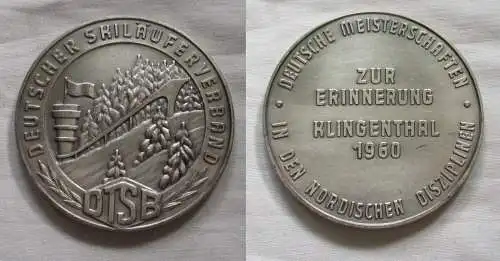 DEUTSCHER SKILÄUFERVERBAND
DTSB
DEUTSCHE MEISTERSCHAFTEN
ZUR
ERINNERUNG
KLINGENTHAL
1960
· IN DEN NORDISCHEN DISZIPLINEN ·